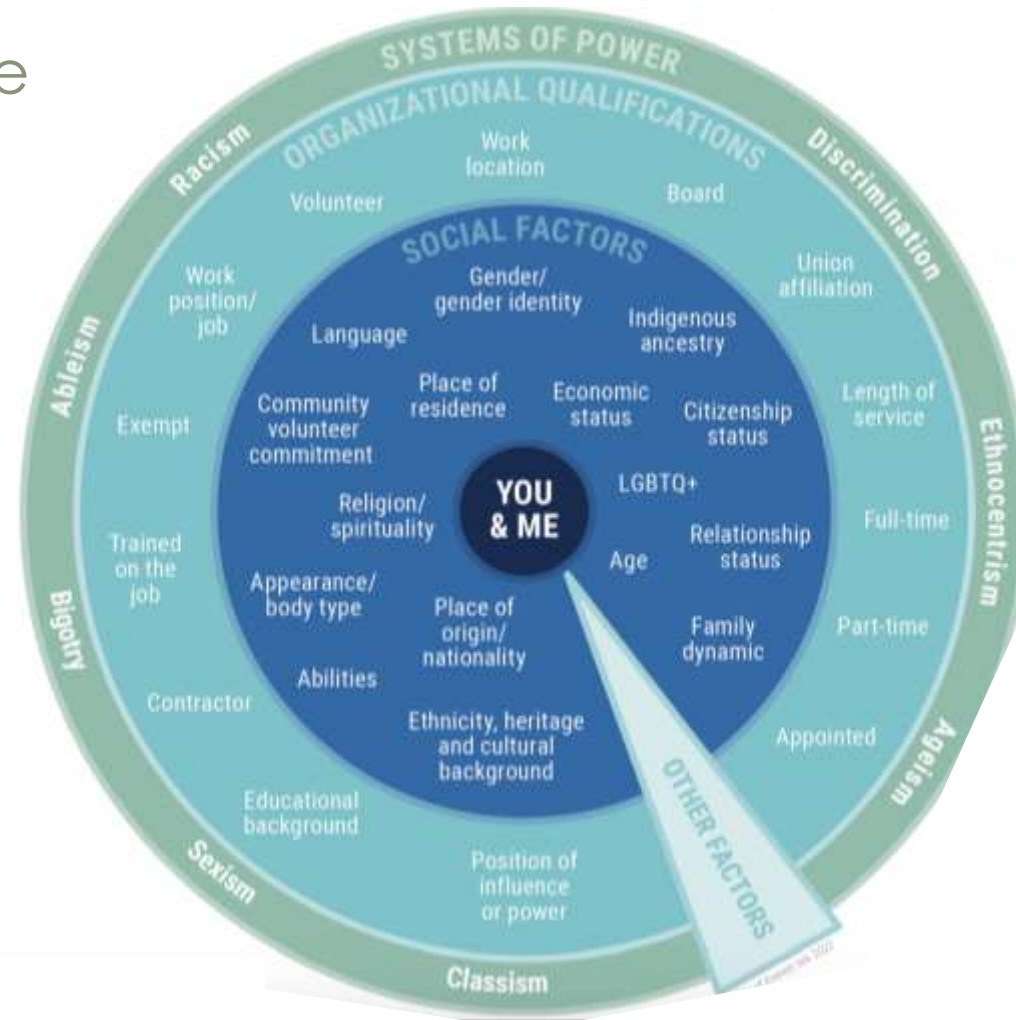 e
SYSTEMS OF POWER
Racism
Discrimination
Ableism
Ethnocentrism
Bigotry
Ageism
Sexism
Classism
ORGANIZATIONAL QUALIFICATIONS
Work
location
Volunteer
Board
Work
position/
job
Union
affiliation
Exempt
Length of
service
Full-time
Trained
on the
job
Part-time
Contractor
Appointed
Educational
background
Position of
influence
or power
SOCIAL FACTORS
Gender/
gender identity
Language
Indigenous
ancestry
Place of
residence
Economic
status
Community
volunteer
commitment
Citizenship
status
LGBTQ+
Religion/
spirituality
Relationship
status
Age
Appearance/
body type
Place of
origin/
nationality
Family
dynamic
Abilities
Ethnicity, heritage
and cultural
background
YOU
& ME
OTHER FACTORS